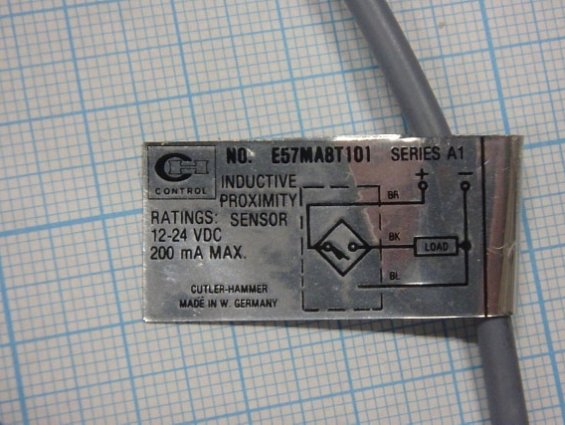 NO. E57MA8T101 SERIES A1
CH
CONTROL
INDUCTIVE
PROXIMITY
SENSOR
RATINGS:
12-24 VDC
200 mA MAX.
CUTLER-HAMMER
MADE IN W. GERMANY
+ −
BR
BK
LOAD
BL